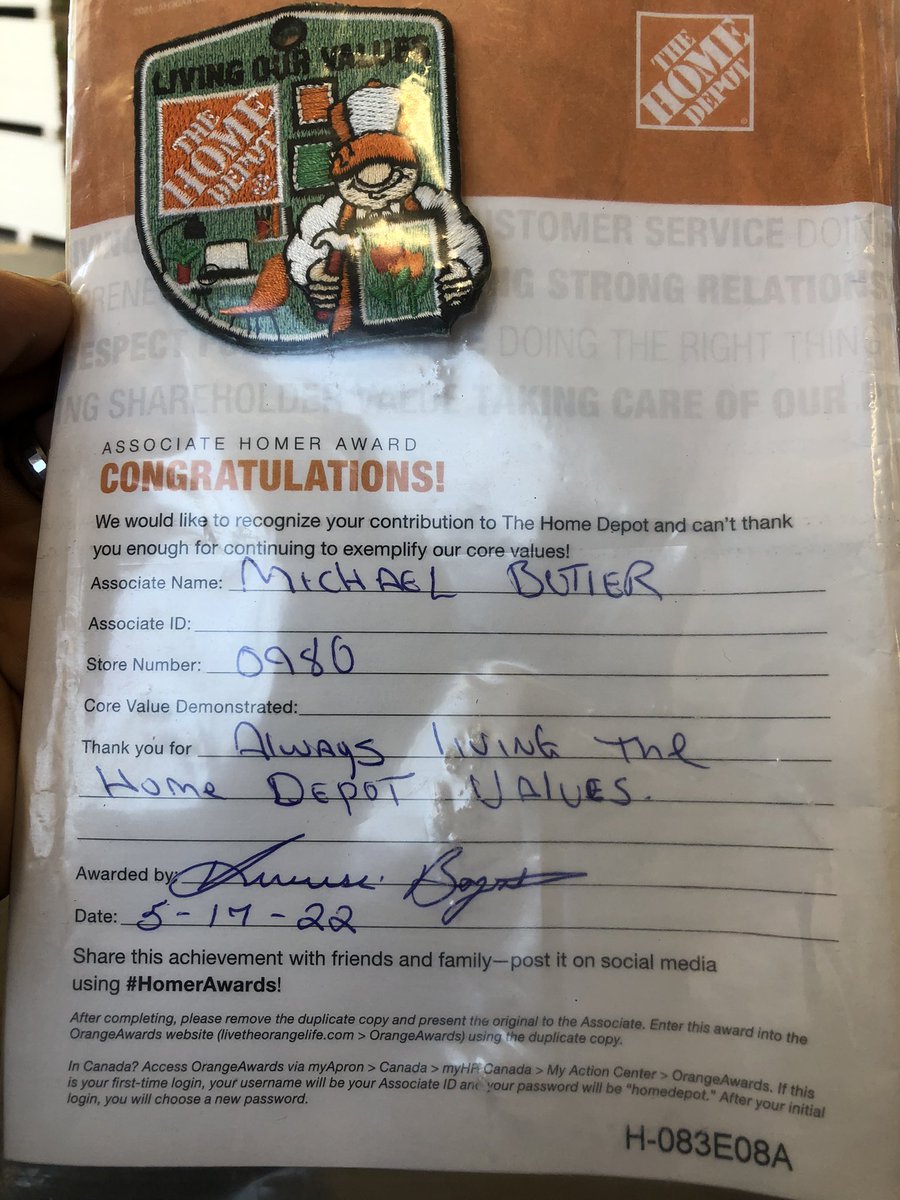 LIVING OUR VALUES
THE HOME DEPOT
THE HOME DEPOT
CUSTOMER SERVICE DOING
STRONG RELATIONS
RESPECT DOING THE RIGHT THING
SHAREHOLDER VALUE TAKING CARE OF OUR
ASSOCIATE HOMER AWARD
CONGRATULATIONS!
We would like to recognize your contribution to The Home Depot and can't thank
you enough for continuing to exemplify our core values!
Associate Name: MICHAEL BUTLER
Associate ID:
Store Number: 0980
Core Value Demonstrated:
Thank you for Always living the
Home Depot Values.
Awarded by:
Date: 5-17-22
Share this achievement with friends and family—post it on social media
using #HomerAwards!
After completing, please remove the duplicate copy and present the original to the Associate. Enter this award into the
OrangeAwards website (livetheorangelife.com > OrangeAwards) using the duplicate copy.
In Canada? Access OrangeAwards via myApron > Canada > myHR Canada > My Action Center > OrangeAwards. If this
is your first-time login, your username will be your Associate ID and your password will be "homedepot." After your initial
login, you will choose a new password.
H-083E08A